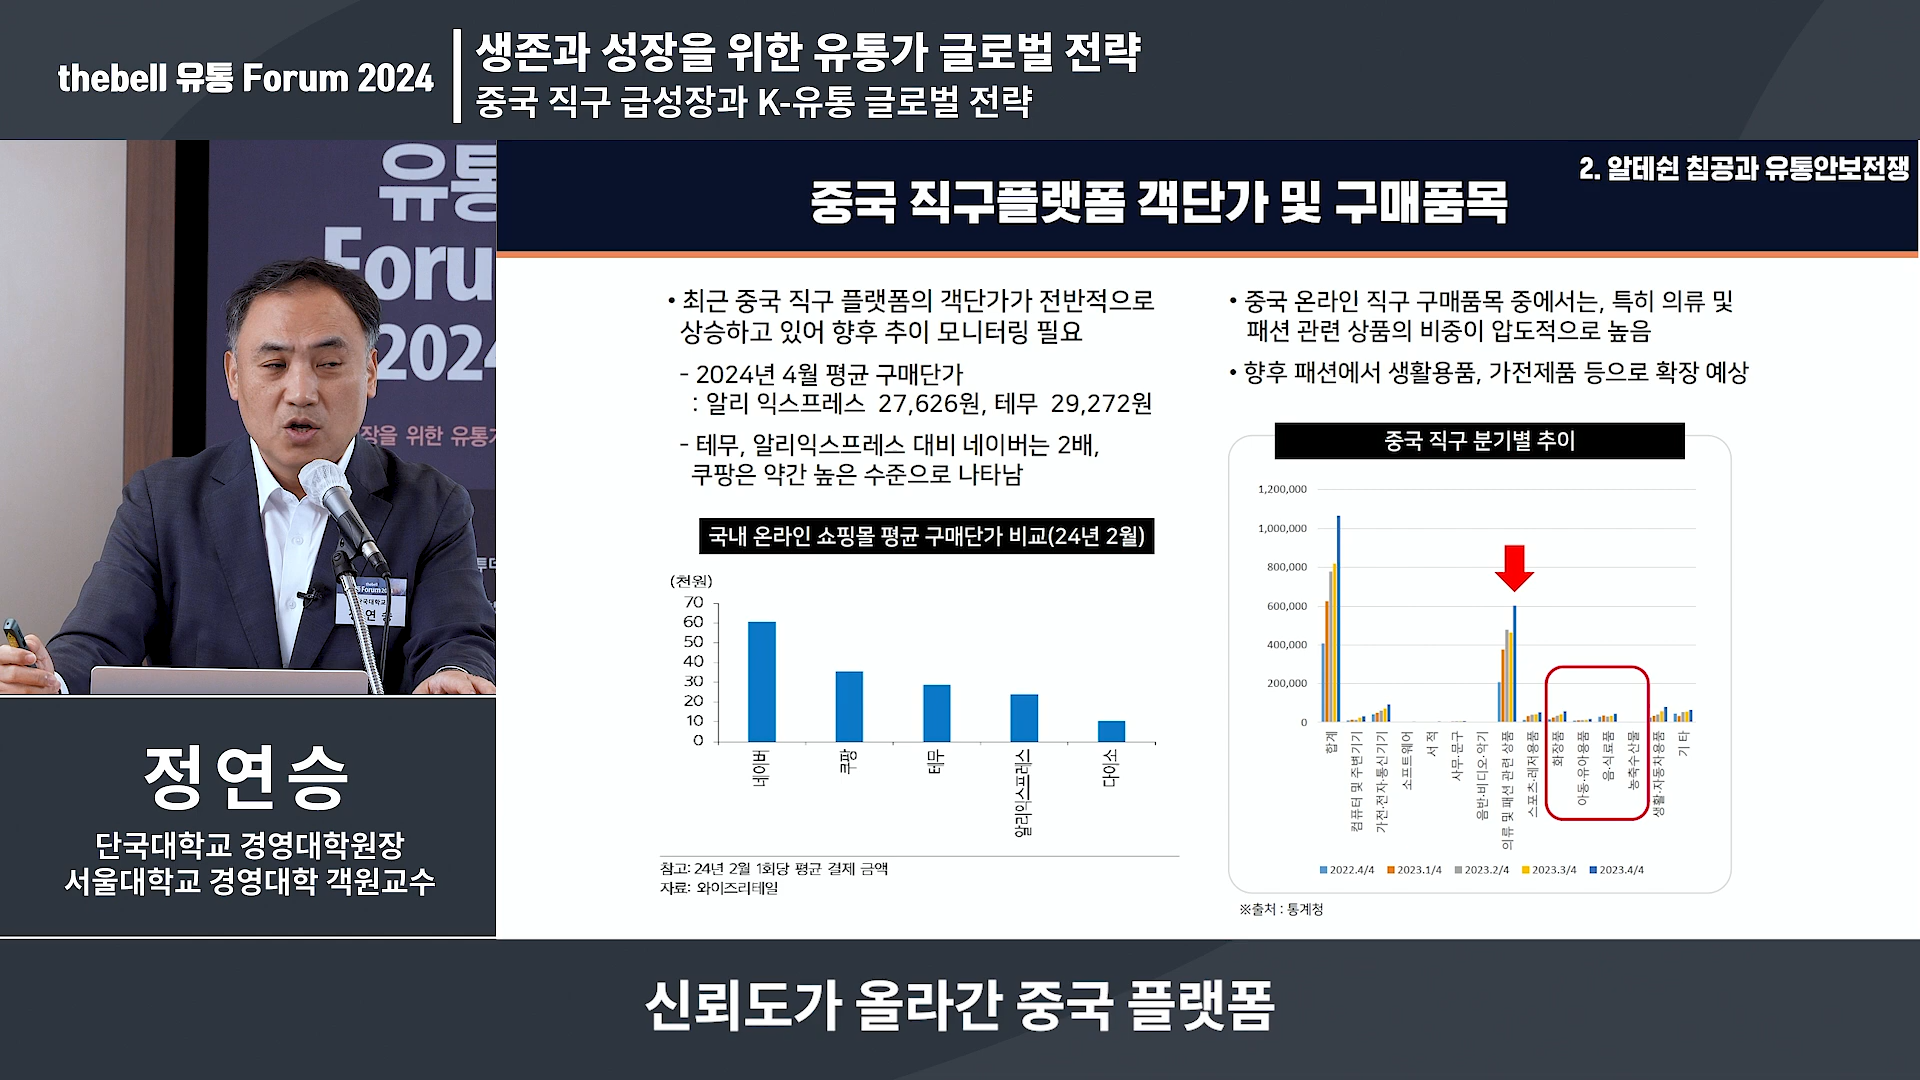 thebell 유통 Forum 2024
생존과 성장을 위한 유통가 글로벌 전략
중국 직구 급성장과 K-유통 글로벌 전략
유통
Foru
2024
장을 위한 유통
정연승
단국대학교 경영대학원장
서울대학교 경영대학 객원교수
2. 알테쉰 침공과 유통안보전쟁
중국 직구플랫폼 객단가 및 구매품목
• 최근 중국 직구 플랫폼의 객단가가 전반적으로
상승하고 있어 향후 추이 모니터링 필요
- 2024년 4월 평균 구매단가
: 알리 익스프레스 27,626원, 테무 29,272원
- 테무, 알리익스프레스 대비 네이버는 2배,
쿠팡은 약간 높은 수준으로 나타남
국내 온라인 쇼핑몰 평균 구매단가 비교(24년 2월)
(천원)
70
60
50
40
30
20
10
0
네이버
쿠팡
테무
알리익스프레스
다이소
참고: 24년 2월 1회당 평균 결제 금액
자료: 와이즈리테일
• 중국 온라인 직구 구매품목 중에서는, 특히 의류 및
패션 관련 상품의 비중이 압도적으로 높음
• 향후 패션에서 생활용품, 가전제품 등으로 확장 예상
중국 직구 분기별 추이
1,200,000
1,000,000
800,000
600,000
400,000
200,000
0
합계
컴퓨터 및 주변기기
가전·전자·통신기기
소프트웨어
서 적
사무·문구
음반·비디오·악기
의류 및 패션 관련 상품
스포츠·레저용품
화장품
아동·유아용품
음·식료품
농축수산물
생활·자동차용품
기 타
2022.4/4
2023.1/4
2023.2/4
2023.3/4
2023.4/4
※출처 : 통계청
신뢰도가 올라간 중국 플랫폼